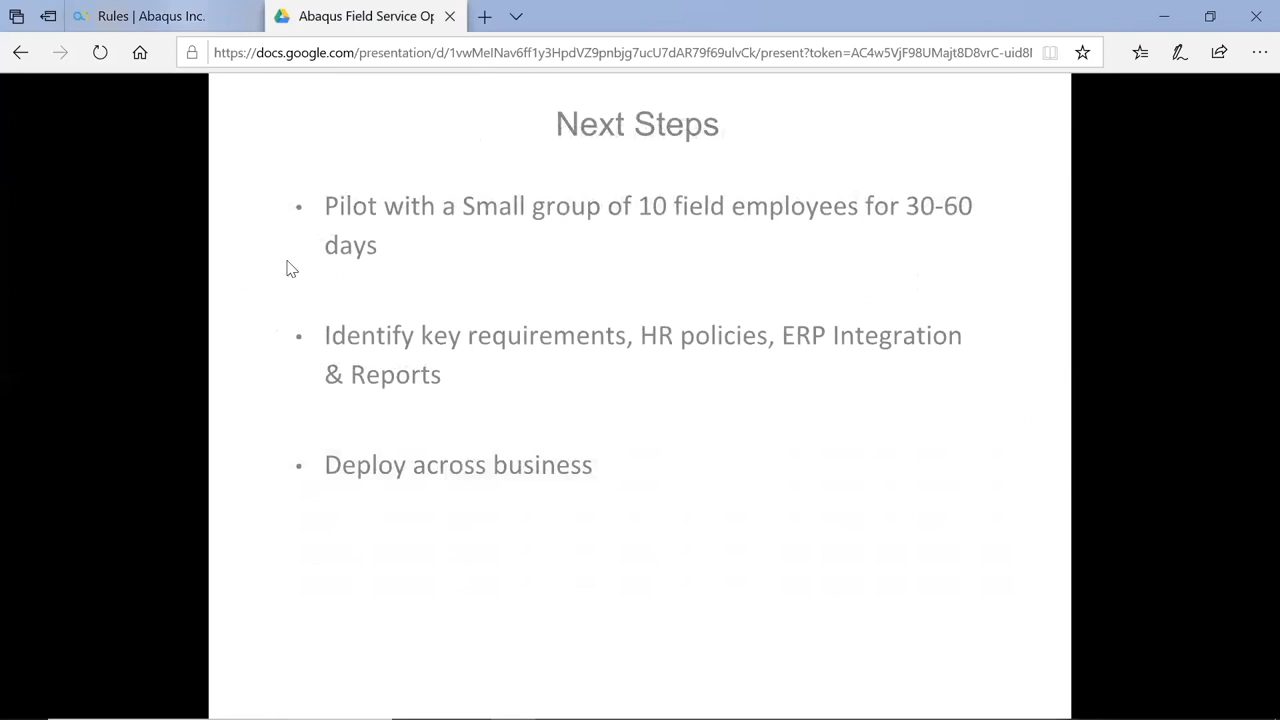 Rules | Abaqus Inc.
Abaqus Field Service Op
https://docs.google.com/presentation/d/1vwMeINav6ff1y3HpdVZ9pnbjg7ucU7dAR79f69ulvCk/present?token=AC4w5VjF98UMajt8D8vrC-uid8I
Next Steps
• Pilot with a Small group of 10 field employees for 30-60
days
• Identify key requirements, HR policies, ERP Integration
& Reports
• Deploy across business